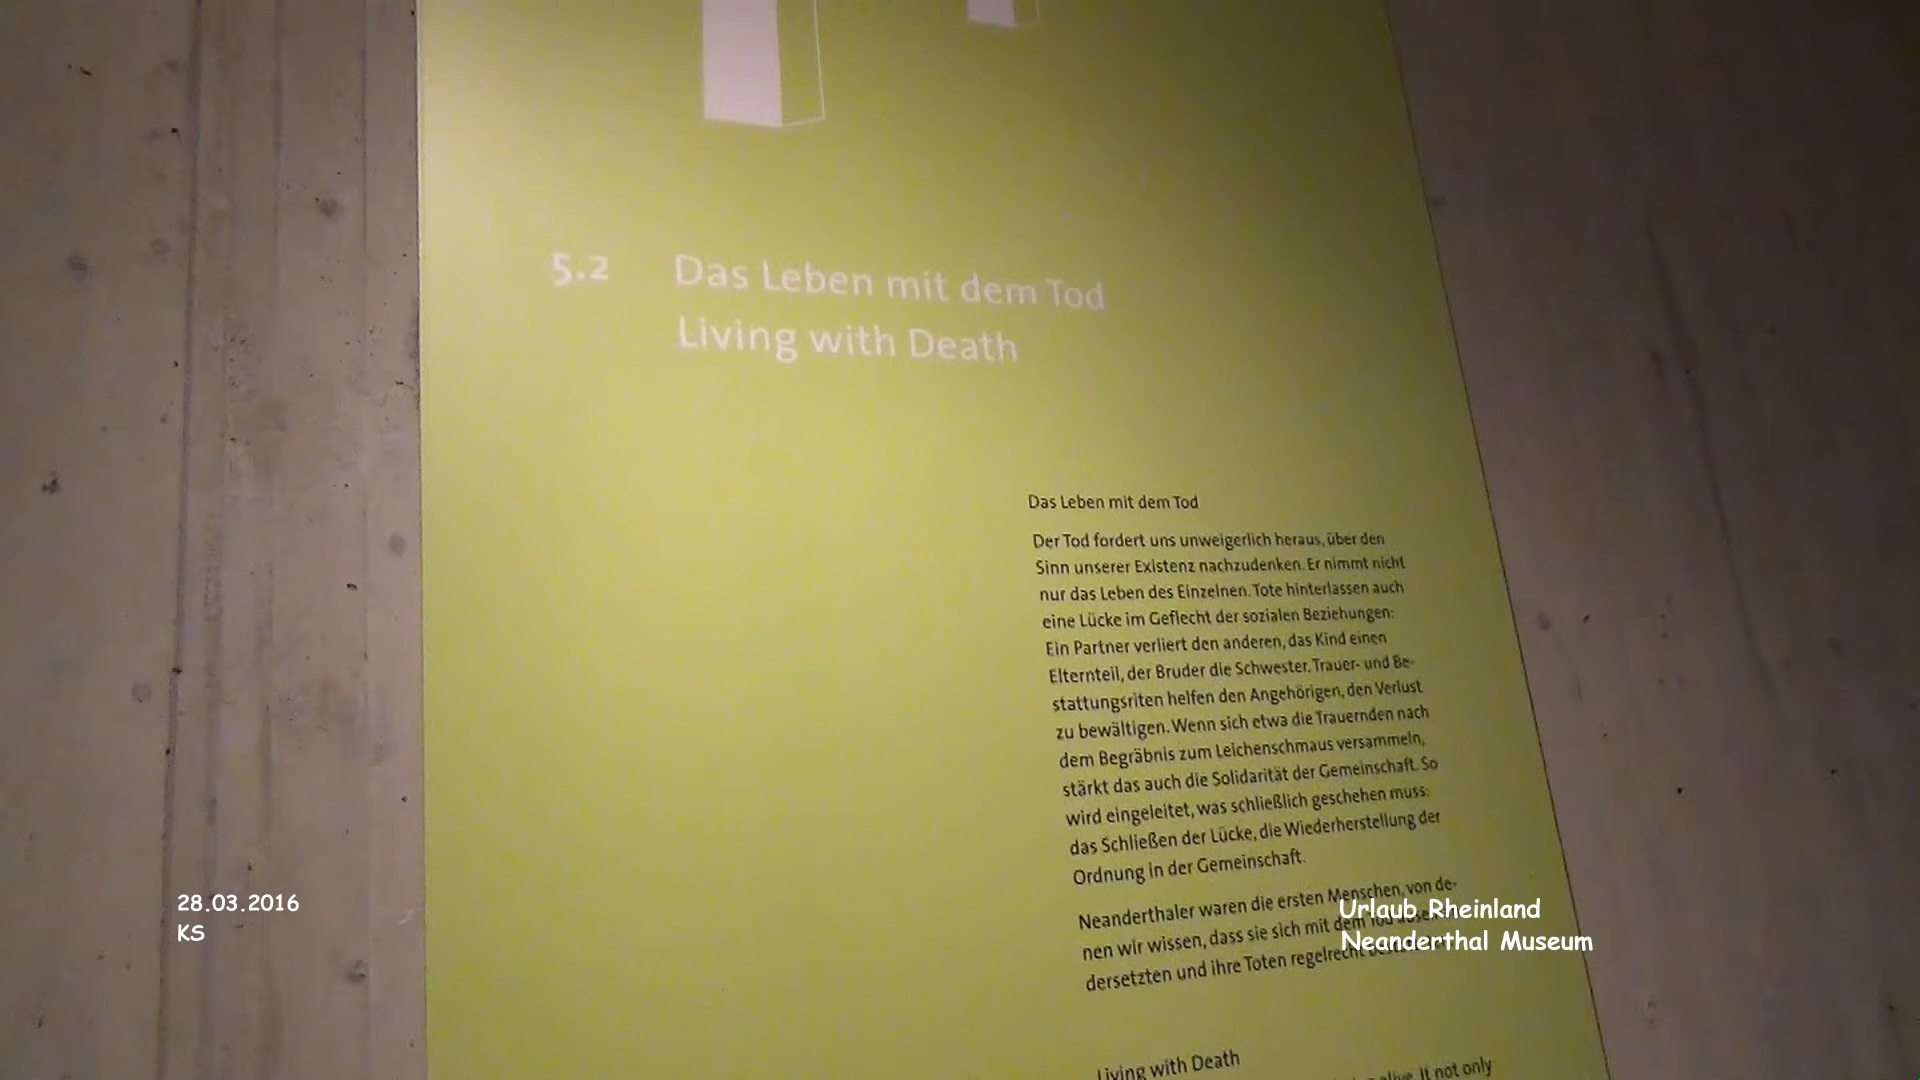 5.2 Das Leben mit dem Tod
Living with Death
Das Leben mit dem Tod
Der Tod fordert uns unweigerlich heraus, über den
Sinn unserer Existenz nachzudenken. Er nimmt nicht
nur das Leben des Einzelnen. Tote hinterlassen auch
eine Lücke im Geflecht der sozialen Beziehungen:
Ein Partner verliert den anderen, das Kind einen
Elternteil, der Bruder die Schwester. Trauer- und Be-
stattungsriten helfen den Angehörigen, den Verlust
zu bewältigen. Wenn sich etwa die Trauernden nach
dem Begräbnis zum Leichenschmaus versammeln,
stärkt das auch die Solidarität der Gemeinschaft. So
wird eingeleitet, was schließlich geschehen muss:
das Schließen der Lücke, die Wiederherstellung der
Ordnung in der Gemeinschaft.
Neanderthaler waren die ersten Menschen, von de-
nen wir wissen, dass sie sich mit dem Tod
dersetzten und ihre Toten regelrecht
Living with Death
alive. It not only
28.03.2016
KS
Urlaub Rheinland
Neanderthal Museum